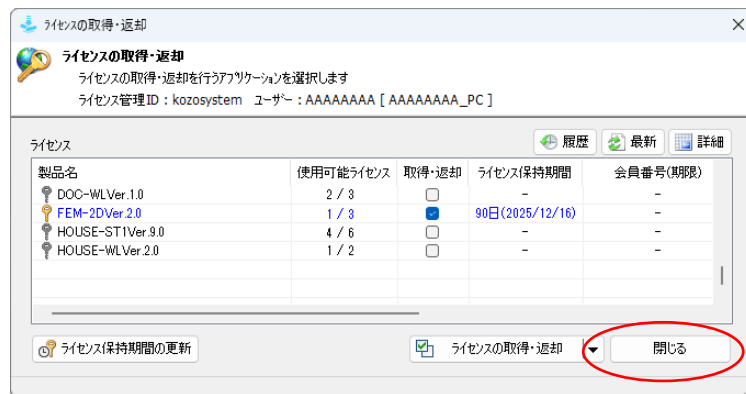 ライセンスの取得・返却
ライセンスの取得・返却
ライセンスの取得・返却を行うアプリケーションを選択します
ライセンス管理ID：kozosystem ユーザー：AAAAAAAA [ AAAAAAAA_PC ]
ライセンス 履歴 最新 詳細
製品名 使用可能ライセンス 取得・返却 ライセンス保持期間 会員番号(期限)
DOC-WLVer.1.0 2 / 3 - -
FEM-2DVer.2.0 1 / 3 90日(2025/12/16) -
HOUSE-ST1Ver.9.0 4 / 6 - -
HOUSE-WLVer.2.0 1 / 2 - -
ライセンス保持期間の更新 ライセンスの取得・返却 閉じる